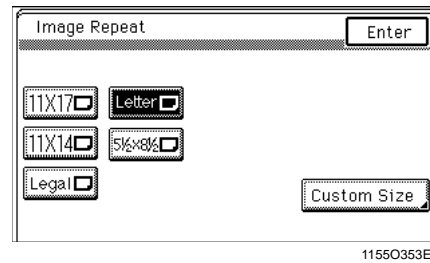 Image Repeat
Enter
11X17 Letter
11X14 5½x8½
Legal
Custom Size
1155O353E